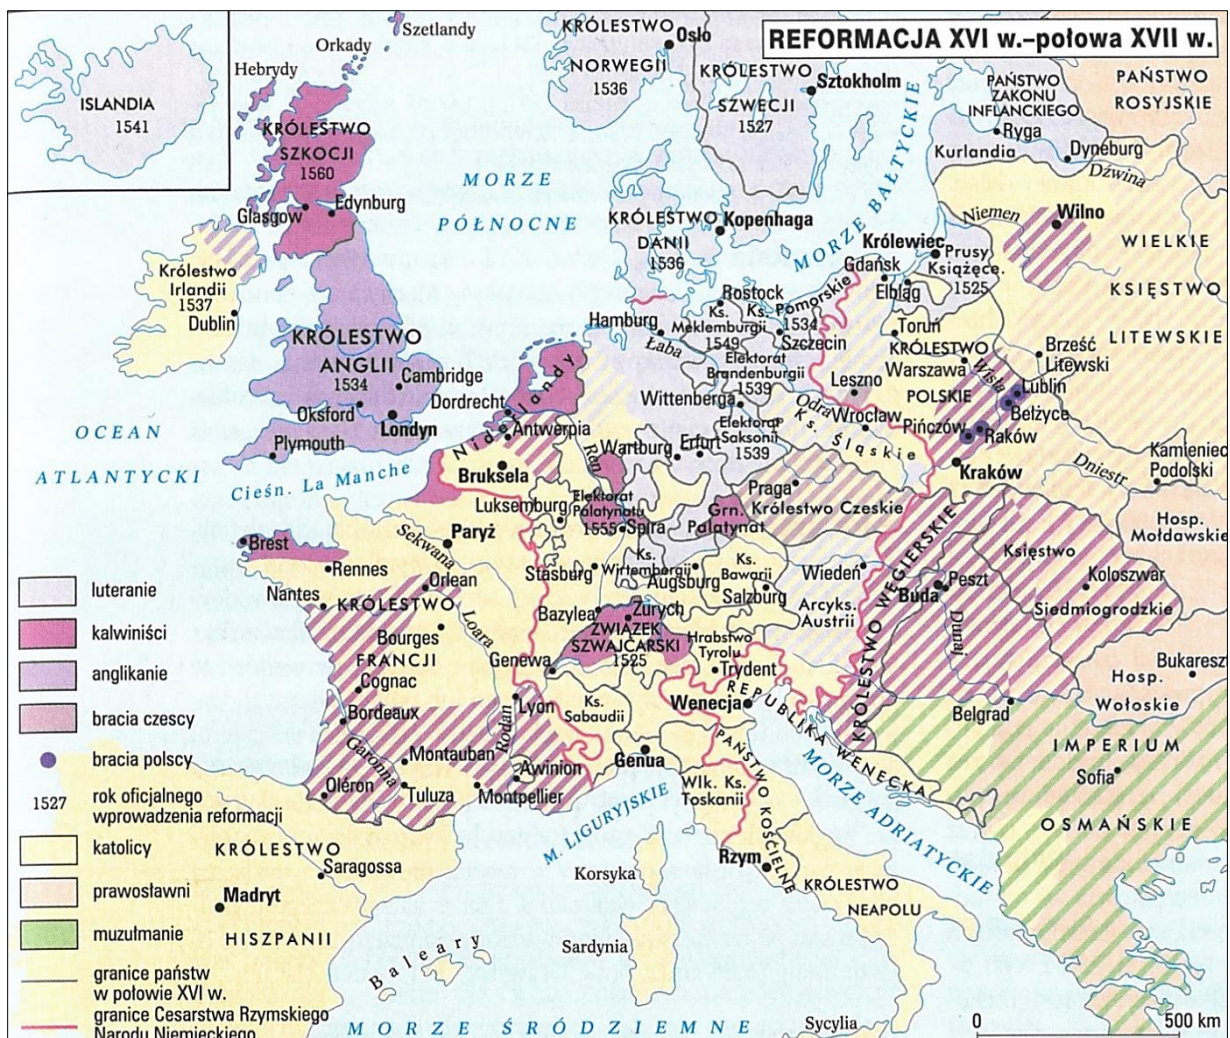 REFORMACJA XVI w.–połowa XVII w.
ISLANDIA
1541
Szetlandy
Orkady
Hebrydy
KRÓLESTWO
SZKOCJI
1560
Glasgow
Edynburg
KRÓLESTWO
NORWEGII
1536
Oslo
KRÓLESTWO
SZWECJI
1527
Sztokholm
PAŃSTWO
ZAKONU
INFLANCKIEGO
Ryga
Kurlandia
Dyneburg
Dźwina
PAŃSTWO
ROSYJSKIE
MORZE
PÓŁNOCNE
MORZE BAŁTYCKIE
KRÓLESTWO
DANII
1536
Kopenhaga
Niemen
Wilno
WIELKIE
KSIĘSTWO
LITEWSKIE
Królewiec
Prusy
Książęce
1525
Gdańsk
Elbląg
Królestwo
Irlandii
1537
Dublin
KRÓLESTWO
ANGLII
1534
Cambridge
Oksford
Londyn
Plymouth
Hamburg
Łaba
Rostock
Ks.
Meklemburgii
1549
Ks. Pomorskie
1534
Szczecin
Elektorat
Brandenburgii
1539
Toruń
KRÓLESTWO
POLSKIE
Warszawa
Wisła
Brześć
Litewski
Lublin
Bełżyce
Leszno
Odra
Wrocław
Ks. Śląskie
Pińczów
Raków
Kraków
Dniestr
Kamieniec
Podolski
Hosp.
Mołdawskie
OCEAN
ATLANTYCKI
Cieśn. La Manche
Dordrecht
Niderlandy
Antwerpia
Bruksela
Wittenberga
Wartburg
Erfurt
Elektorat
Saksonii
1539
Ren
Luksemburg
Elektorat
Palatynatu
1555
Spira
Grn.
Palatynat
Praga
Królestwo Czeskie
Brest
Rennes
Sekwana
Paryż
Orlean
Nantes
KRÓLESTWO
FRANCJI
Bourges
Loara
Cognac
Bordeaux
Garonna
Montauban
Oléron
Tuluza
Montpellier
Awinion
Rodan
Lyon
Genewa
Stasburg
Ks.
Wirtembergii
Augsburg
Ks.
Bawarii
Salzburg
Wiedeń
Arcyks.
Austrii
Bazylea
Zurych
ZWIĄZEK
SZWAJCARSKI
1525
Hrabstwo
Tyrolu
Trydent
Ks.
Sabaudii
Genua
Wenecja
REPUBLIKA WENECKA
KRÓLESTWO WĘGIERSKIE
Peszt
Buda
Dunaj
Księstwo
Siedmiogrodzkie
Koloszwar
Bukareszt
Hosp.
Wołoskie
Belgrad
IMPERIUM
OSMAŃSKIE
Sofia
PAŃSTWO KOŚCIELNE
Wlk. Ks.
Toskanii
Rzym
MORZE ADRIATYCKIE
M. LIGURYJSKIE
Korsyka
Sardynia
KRÓLESTWO
NEAPOLU
Sycylia
KRÓLESTWO
HISZPANII
Saragossa
Madryt
Baleary
MORZE ŚRÓDZIEMNE
luteranie
kalwiniści
anglikanie
bracia czescy
bracia polscy
1527
rok oficjalnego
wprowadzenia reformacji
katolicy
prawosławni
muzułmanie
granice państw
w połowie XVI w.
granice Cesarstwa Rzymskiego
Narodu Niemieckiego
0
500 km